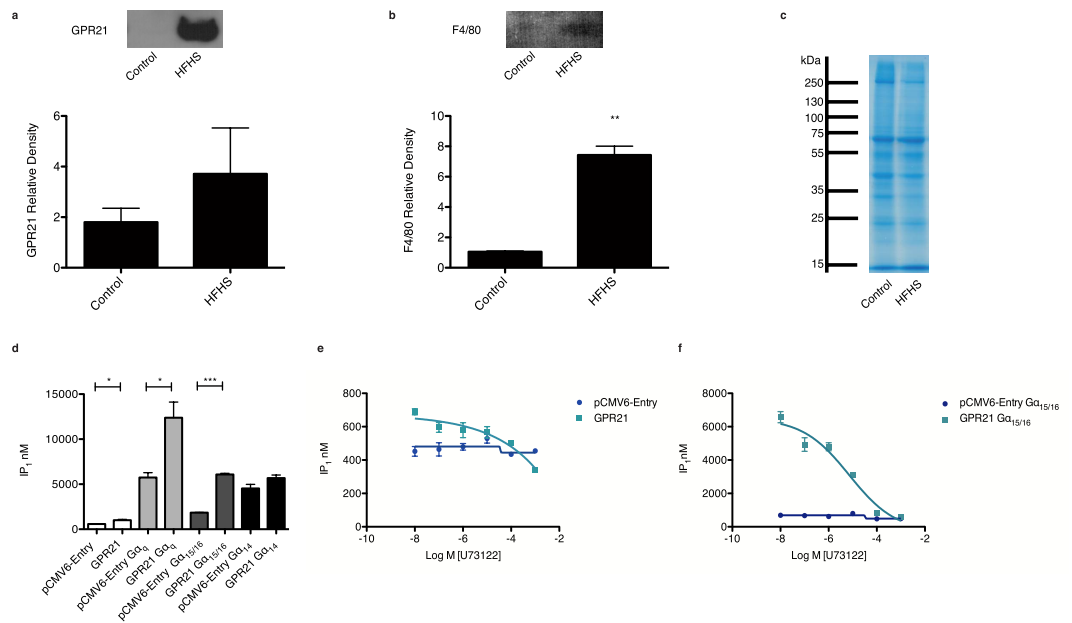 a
GPR21
Control
HFHS
GPR21 Relative Density
6
4
2
0
Control
HFHS
b
F4/80
Control
HFHS
F4/80 Relative Density
10
8
6
4
2
0
**
Control
HFHS
c
kDa
250
130
100
75
55
35
25
15
Control
HFHS
d
IP1 nM
15000
10000
5000
0
*
*
***
pCMV6-Entry
GPR21
pCMV6-Entry Gαq
GPR21 Gαq
pCMV6-Entry Gα15/16
GPR21 Gα15/16
pCMV6-Entry Gα14
GPR21 Gα14
e
IP1 nM
800
600
400
200
0
-10
-8
-6
-4
-2
Log M [U73122]
pCMV6-Entry
GPR21
f
IP1 nM
8000
6000
4000
2000
0
-10
-8
-6
-4
-2
Log M [U73122]
pCMV6-Entry Gα15/16
GPR21 Gα15/16